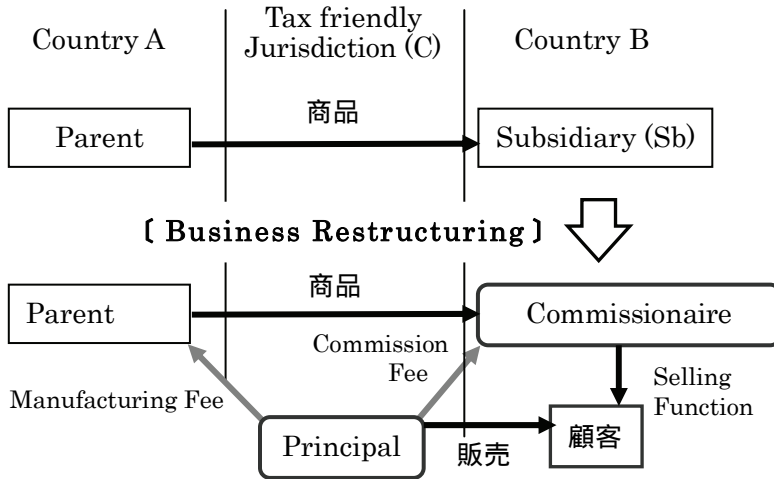 Country A
Tax friendly
Jurisdiction (C)
Country B
商品
Parent
Subsidiary (Sb)
〔 Business Restructuring 〕
商品
Parent
Commissionaire
Commission
Fee
Manufacturing Fee
Selling
Function
Principal
販売
顧客